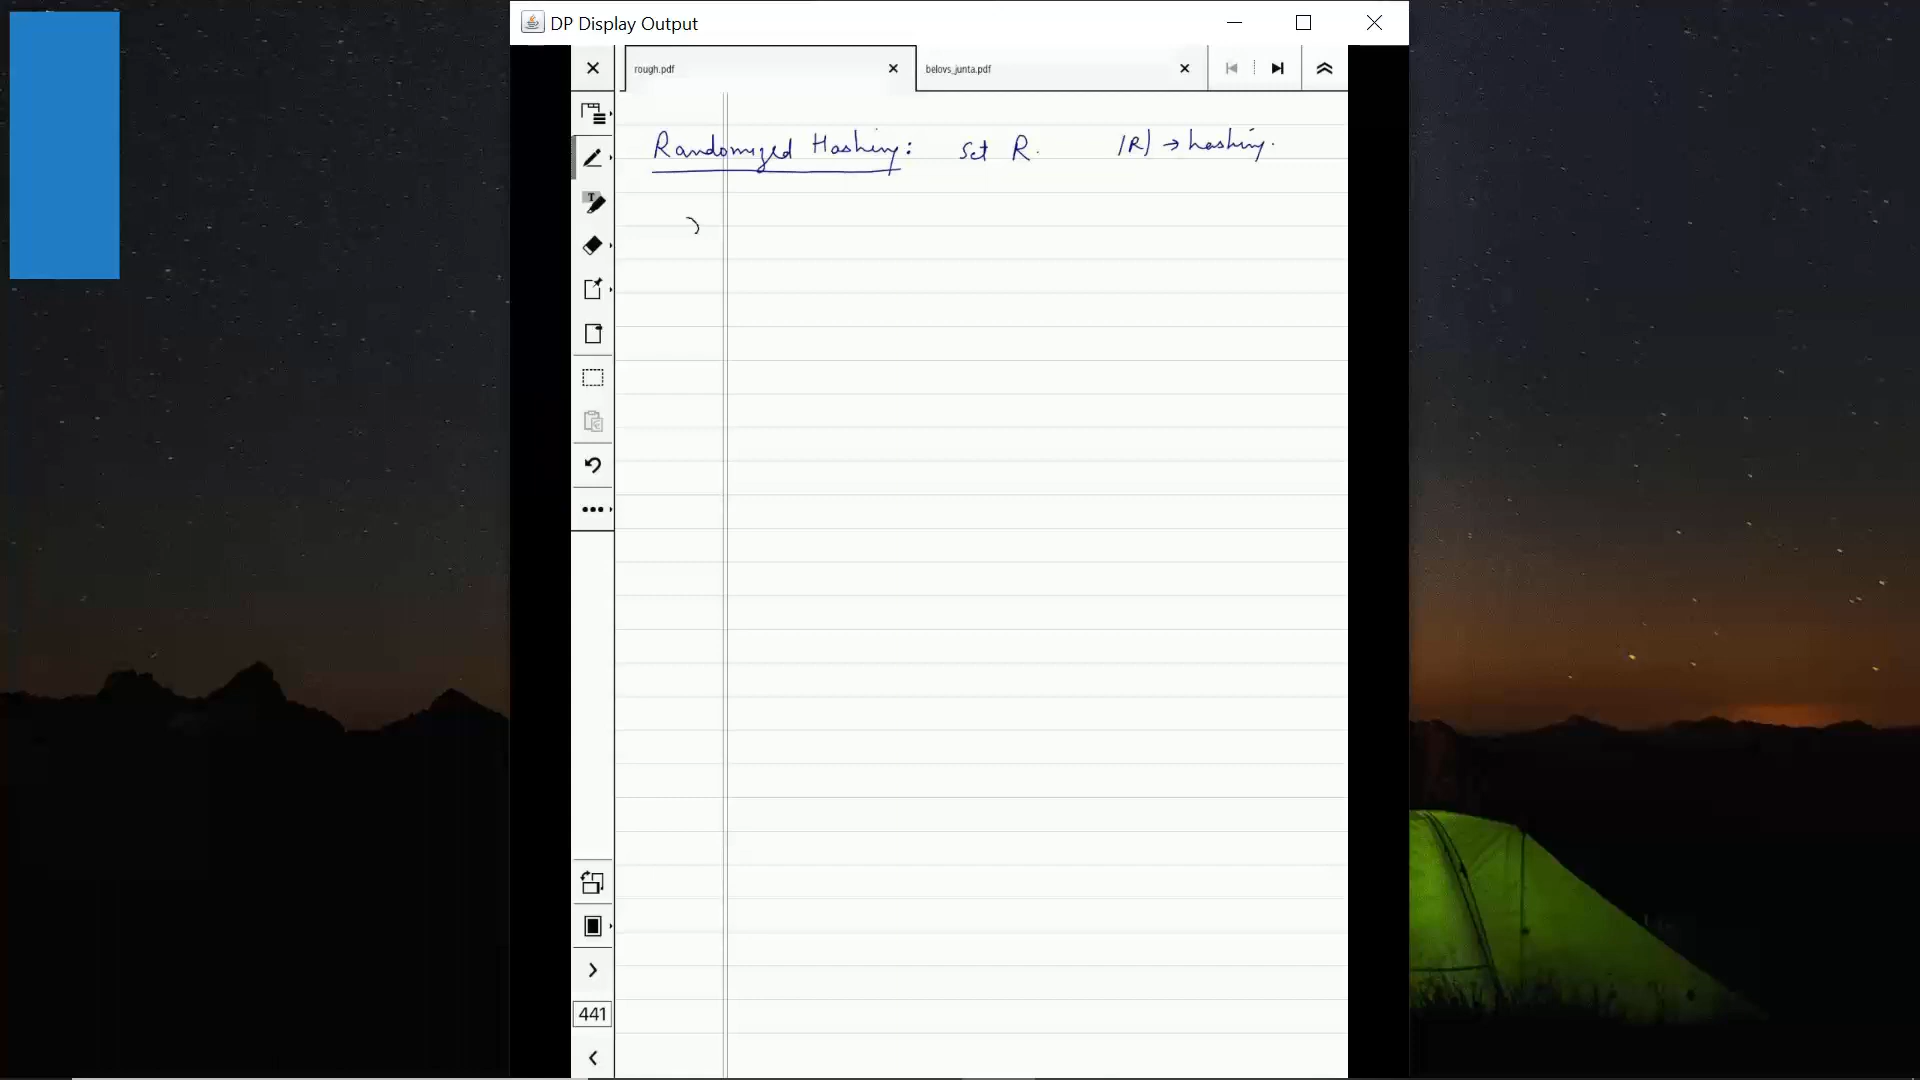 DP Display Output
rough.pdf
belovs_junta.pdf
Randomized Hashing: Set R. |R| → hashing.
T
441